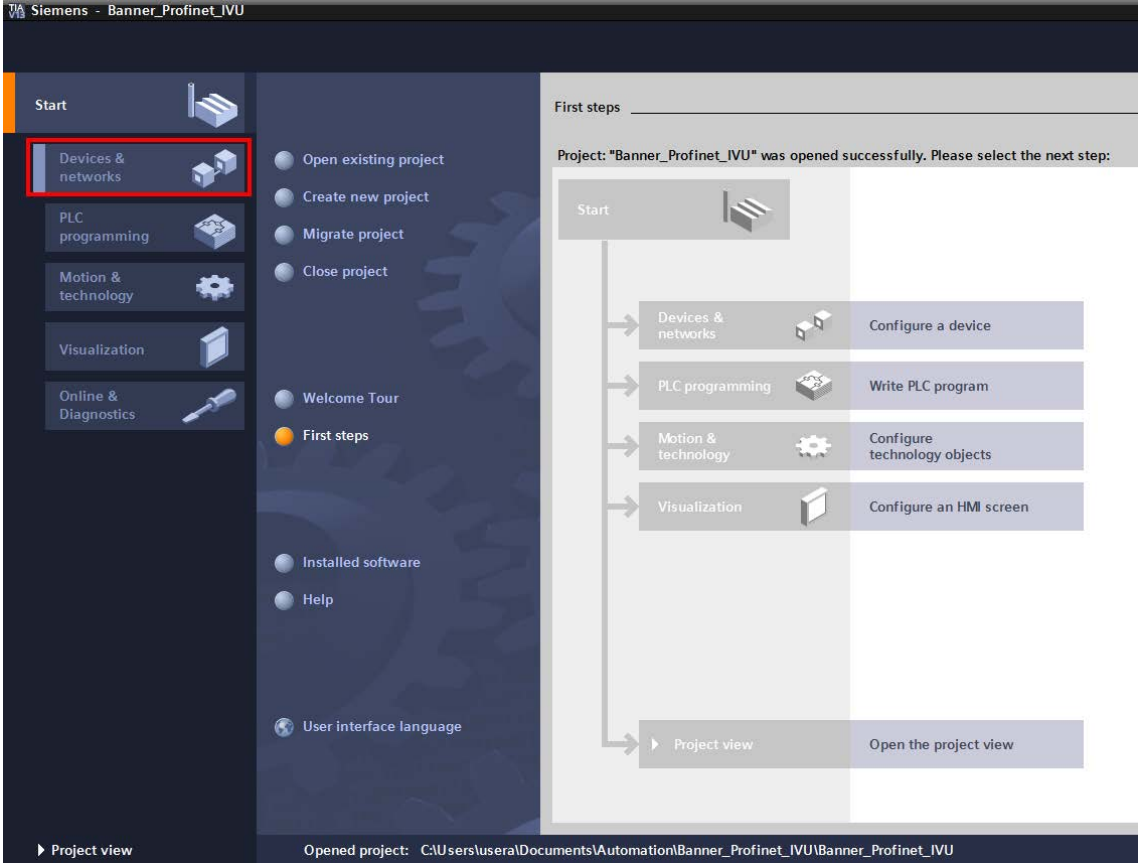 TIA V13 Siemens - Banner_Profinet_IVU
Start
Devices &
networks
PLC
programming
Motion &
technology
Visualization
Online &
Diagnostics
Open existing project
Create new project
Migrate project
Close project
Welcome Tour
First steps
Installed software
Help
User interface language
First steps
Project: "Banner_Profinet_IVU" was opened successfully. Please select the next step:
Start
Devices &
networks
Configure a device
PLC programming
Write PLC program
Motion &
technology
Configure
technology objects
Visualization
Configure an HMI screen
Project view
Open the project view
Project view
Opened project: C:\Users\usera\Documents\Automation\Banner_Profinet_IVU\Banner_Profinet_IVU